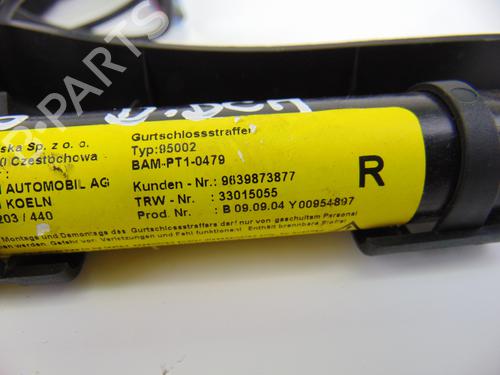 Gurtschlossstraffer
ska Sp. z o. o.
Typ: 95002
0 Czestochowa
BAM-PT1-0479
AUTOMOBIL AG
Kunden - Nr.: 9639873877
KOELN
TRW - Nr. : 33015055
203 / 440
Prod. Nr. : B 09.09.04 Y00954897
R
Montage und Demontage des Gurtschlossstraffers darf nur von geschultem Personal
werden. Gefahr von Verletzungen und Fehlfunktionen! Enthält brennbare Stoffe!
B-PARTS